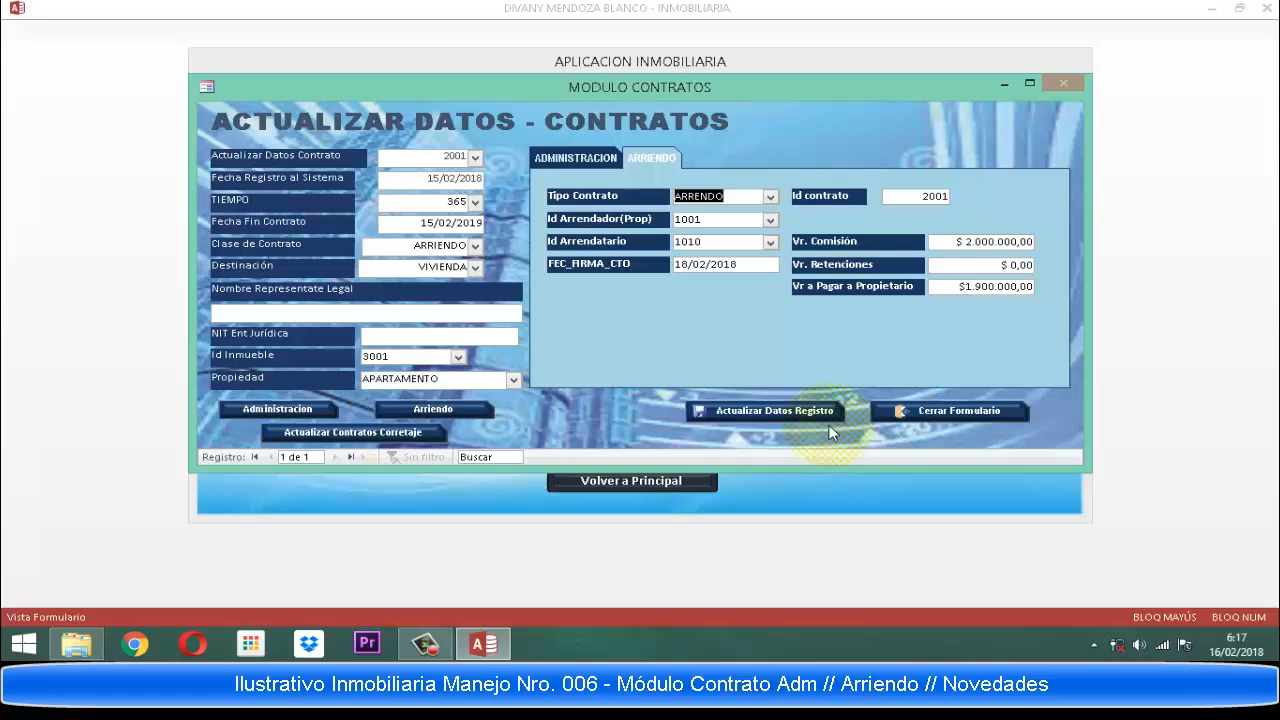 DIVANY MENDOZA BLANCO - INMOBILIARIA
APLICACION INMOBILIARIA
MODULO CONTRATOS
ACTUALIZAR DATOS - CONTRATOS
Actualizar Datos Contrato 2001
Fecha Registro al Sistema 15/02/2018
TIEMPO 365
Fecha Fin Contrato 15/02/2019
Clase de Contrato ARRIENDO
Destinación VIVIENDA
Nombre Represetate Legal
NIT Ent Jurídica
Id Inmueble 3001
Propiedad APARTAMENTO
ADMINISTRACION ARRIENDO
Tipo Contrato ARRENDO Id contrato 2001
Id Arrendador(Prop) 1001
Id Arrendatario 1010 Vr. Comisión $ 2.000.000,00
FEC_FIRMA_CTO 18/02/2018 Vr. Retenciones $ 0,00
Vr a Pagar a Propietario $1.900.000,00
Administracion Arriendo Actualizar Datos Registro Cerrar Formulario
Actualizar Contratos Corretaje
Registro: 1 de 1 Sin filtro Buscar
Volver a Principal
Vista Formulario BLOQ MAYÚS BLOQ NUM
Pr
6:17
16/02/2018
Ilustrativo Inmobiliaria Manejo Nro. 006 - Módulo Contrato Adm // Arriendo // Novedades